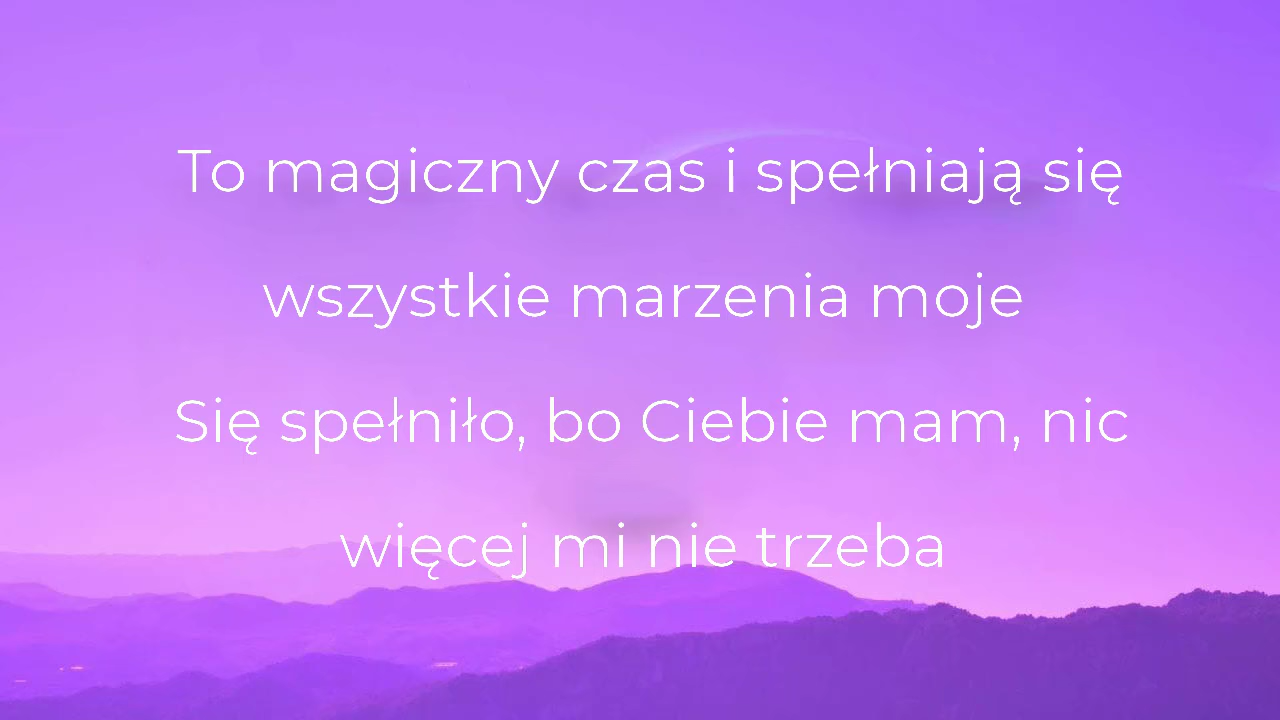 To magiczny czas i spełniają się
wszystkie marzenia moje
Się spełniło, bo Ciebie mam, nic
więcej mi nie trzeba